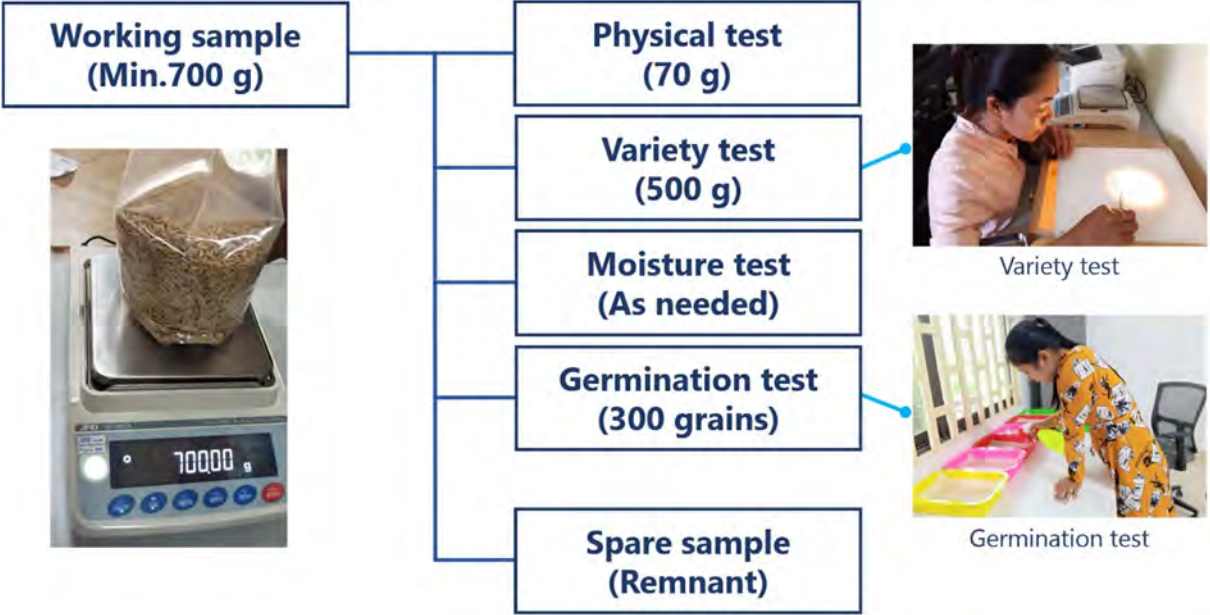 Working sample
(Min.700 g)
Physical test
(70 g)
Variety test
(500 g)
Moisture test
(As needed)
Germination test
(300 grains)
Spare sample
(Remnant)
Variety test
Germination test
AND
700.00 g